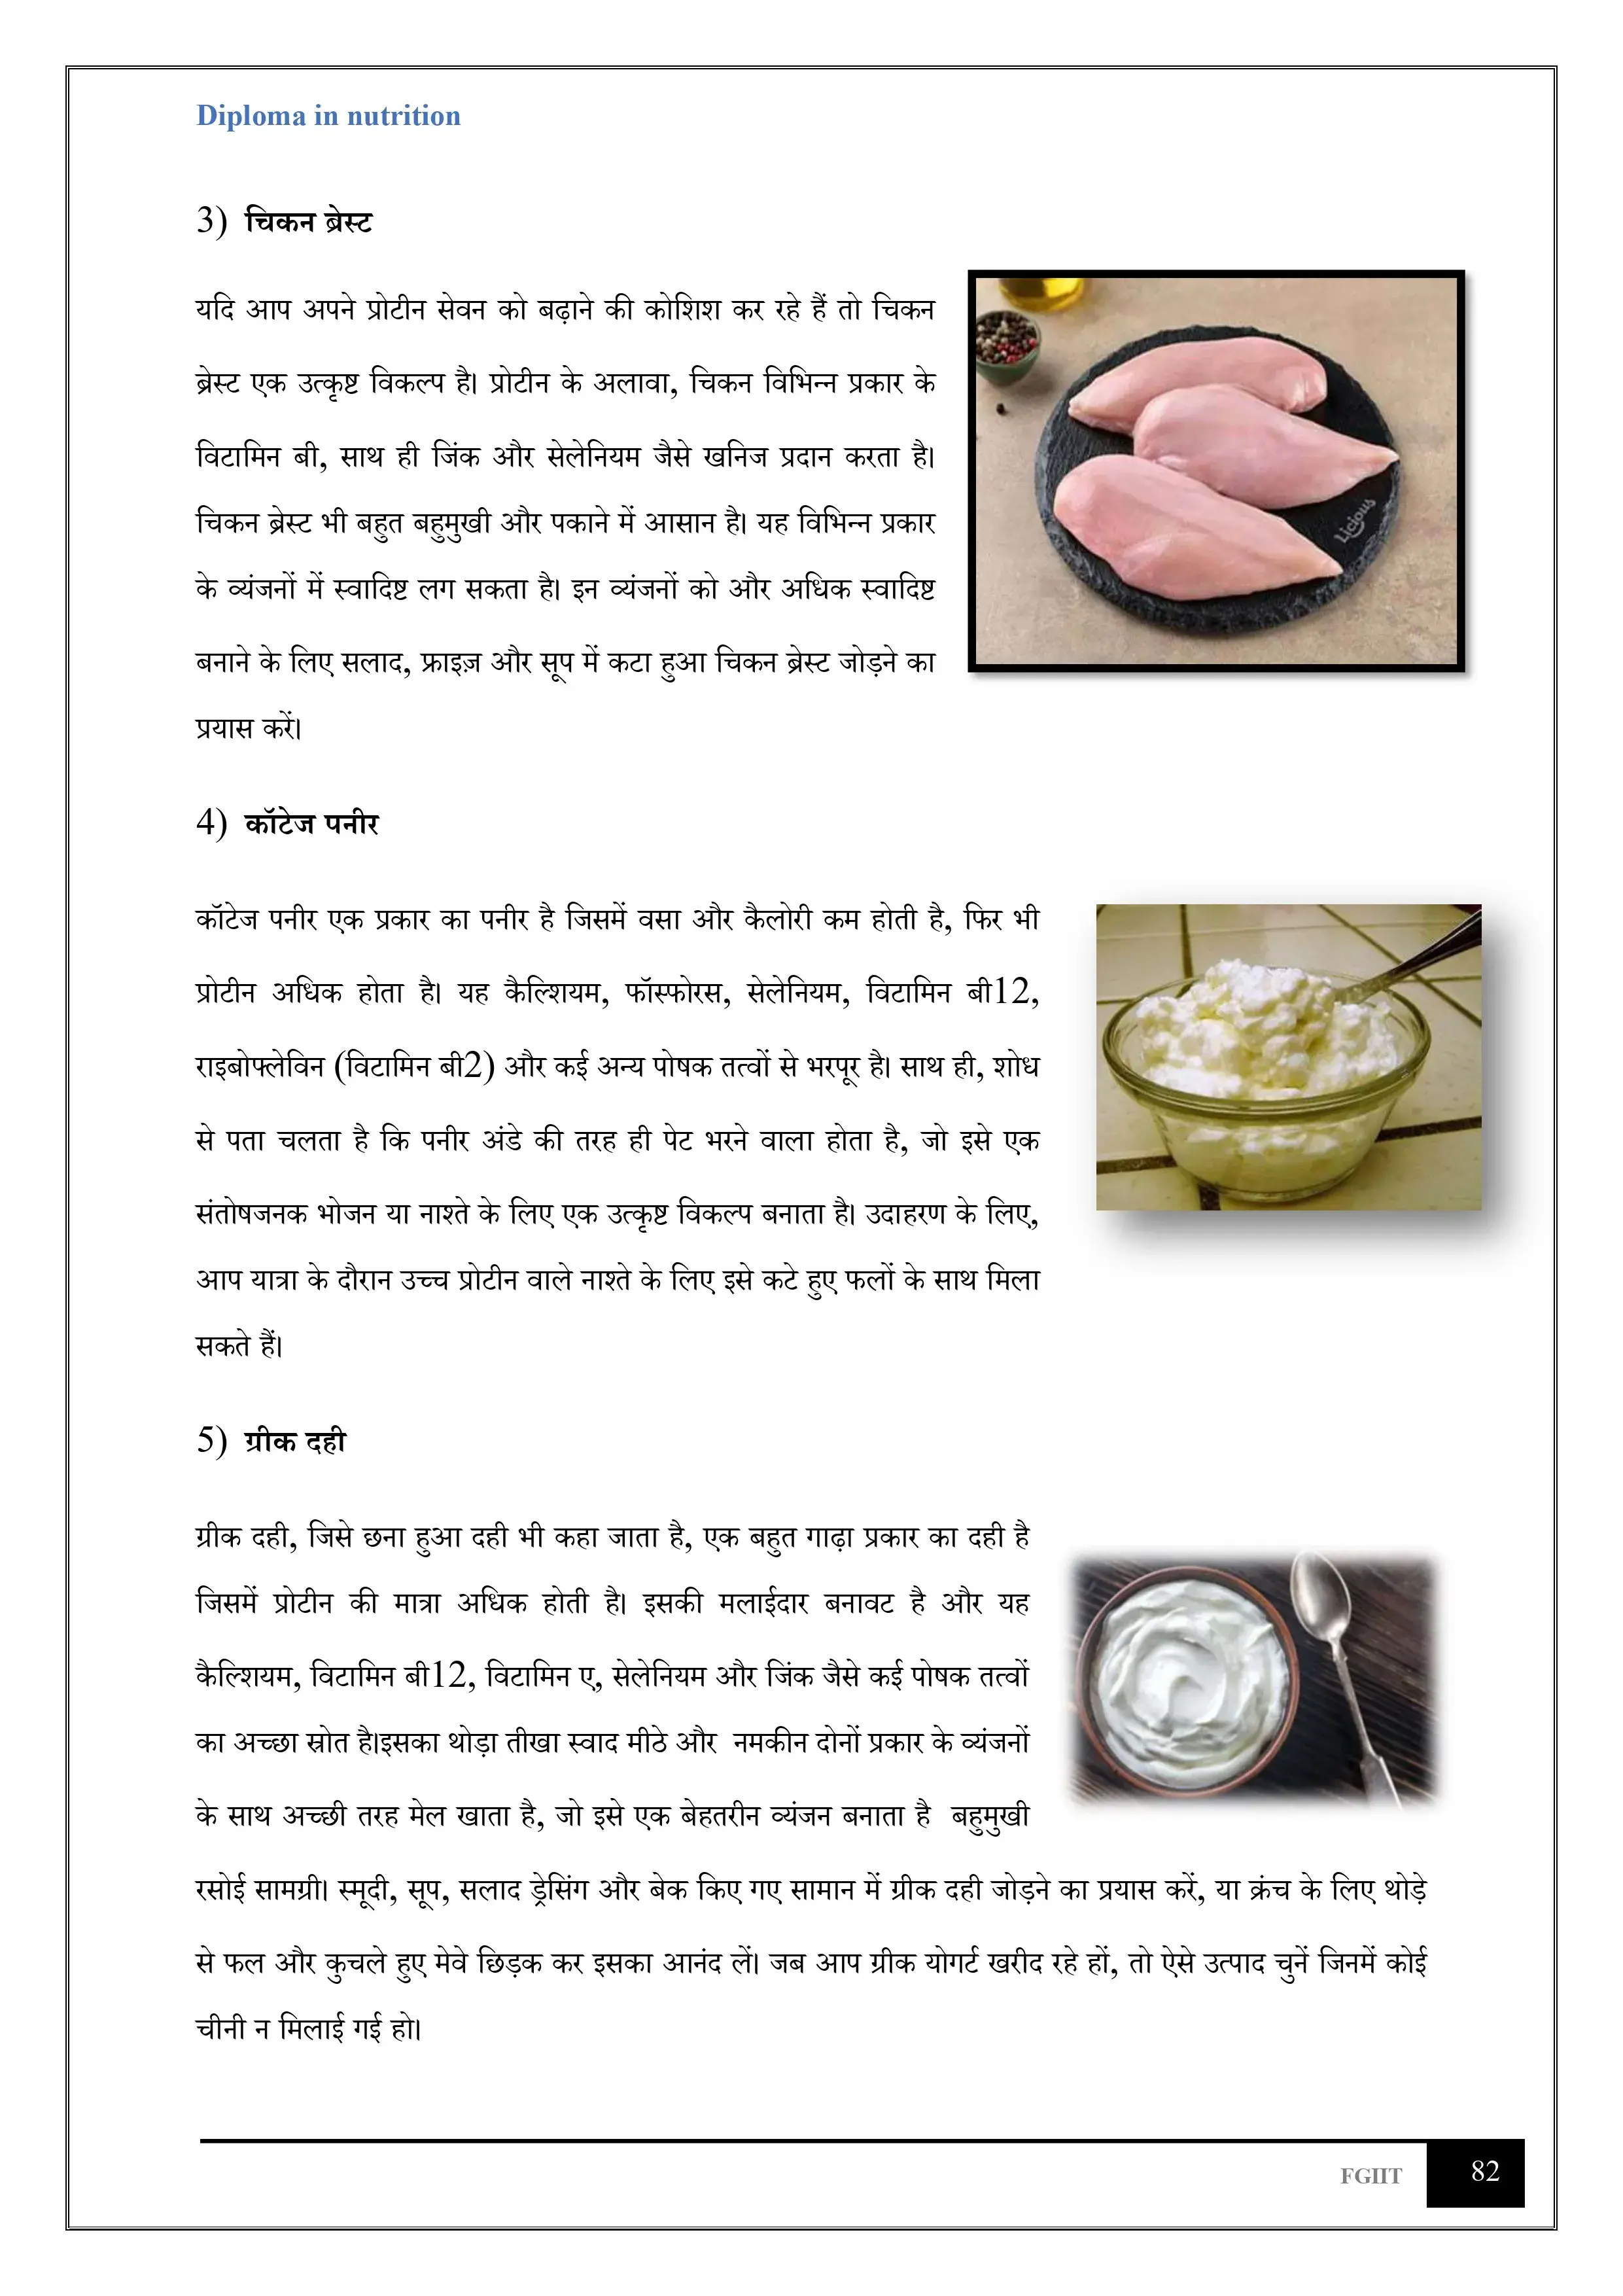 Diploma in nutrition
3) चिकन ब्रेस्ट
यदि आप अपने प्रोटीन सेवन को बढ़ाने की कोशिश कर रहे हैं तो चिकन
ब्रेस्ट एक उत्कृष्ट विकल्प है। प्रोटीन के अलावा, चिकन विभिन्न प्रकार के
विटामिन बी, साथ ही जिंक और सेलेनियम जैसे खनिज प्रदान करता है।
चिकन ब्रेस्ट भी बहुत बहुमुखी और पकाने में आसान है। यह विभिन्न प्रकार
के व्यंजनों में स्वादिष्ट लग सकता है। इन व्यंजनों को और अधिक स्वादिष्ट
बनाने के लिए सलाद, फ्राइज़ और सूप में कटा हुआ चिकन ब्रेस्ट जोड़ने का
प्रयास करें।
Licious
4) कॉटेज पनीर
कॉटेज पनीर एक प्रकार का पनीर है जिसमें वसा और कैलोरी कम होती है, फिर भी
प्रोटीन अधिक होता है। यह कैल्शियम, फॉस्फोरस, सेलेनियम, विटामिन बी12,
राइबोफ्लेविन (विटामिन बी2) और कई अन्य पोषक तत्वों से भरपूर है। साथ ही, शोध
से पता चलता है कि पनीर अंडे की तरह ही पेट भरने वाला होता है, जो इसे एक
संतोषजनक भोजन या नाश्ते के लिए एक उत्कृष्ट विकल्प बनाता है। उदाहरण के लिए,
आप यात्रा के दौरान उच्च प्रोटीन वाले नाश्ते के लिए इसे कटे हुए फलों के साथ मिला
सकते हैं।
5) ग्रीक दही
ग्रीक दही, जिसे छना हुआ दही भी कहा जाता है, एक बहुत गाढ़ा प्रकार का दही है
जिसमें प्रोटीन की मात्रा अधिक होती है। इसकी मलाईदार बनावट है और यह
कैल्शियम, विटामिन बी12, विटामिन ए, सेलेनियम और जिंक जैसे कई पोषक तत्वों
का अच्छा स्रोत है।इसका थोड़ा तीखा स्वाद मीठे और नमकीन दोनों प्रकार के व्यंजनों
के साथ अच्छी तरह मेल खाता है, जो इसे एक बेहतरीन व्यंजन बनाता है बहुमुखी
रसोई सामग्री। स्मूदी, सूप, सलाद ड्रेसिंग और बेक किए गए सामान में ग्रीक दही जोड़ने का प्रयास करें, या क्रंच के लिए थोड़े
से फल और कुचले हुए मेवे छिड़क कर इसका आनंद लें। जब आप ग्रीक योगर्ट खरीद रहे हों, तो ऐसे उत्पाद चुनें जिनमें कोई
चीनी न मिलाई गई हो।
FGIIT 82